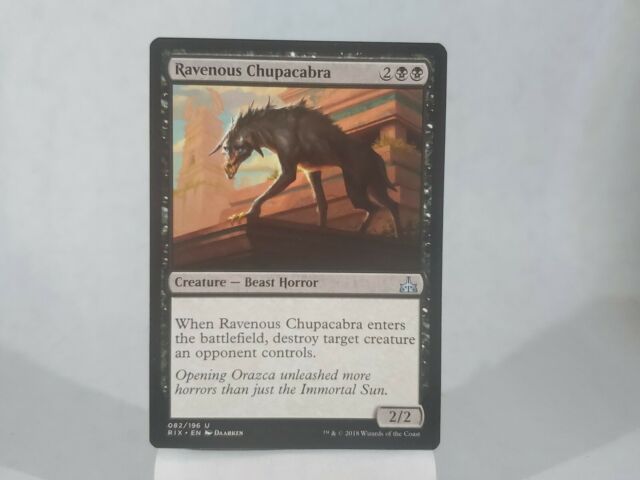 Ravenous Chupacabra 2
Creature — Beast Horror
When Ravenous Chupacabra enters
the battlefield, destroy target creature
an opponent controls.
Opening Orazca unleashed more
horrors than just the Immortal Sun.
2/2
082/196 U
RIX • EN Daarken ™ & © 2018 Wizards of the Coast